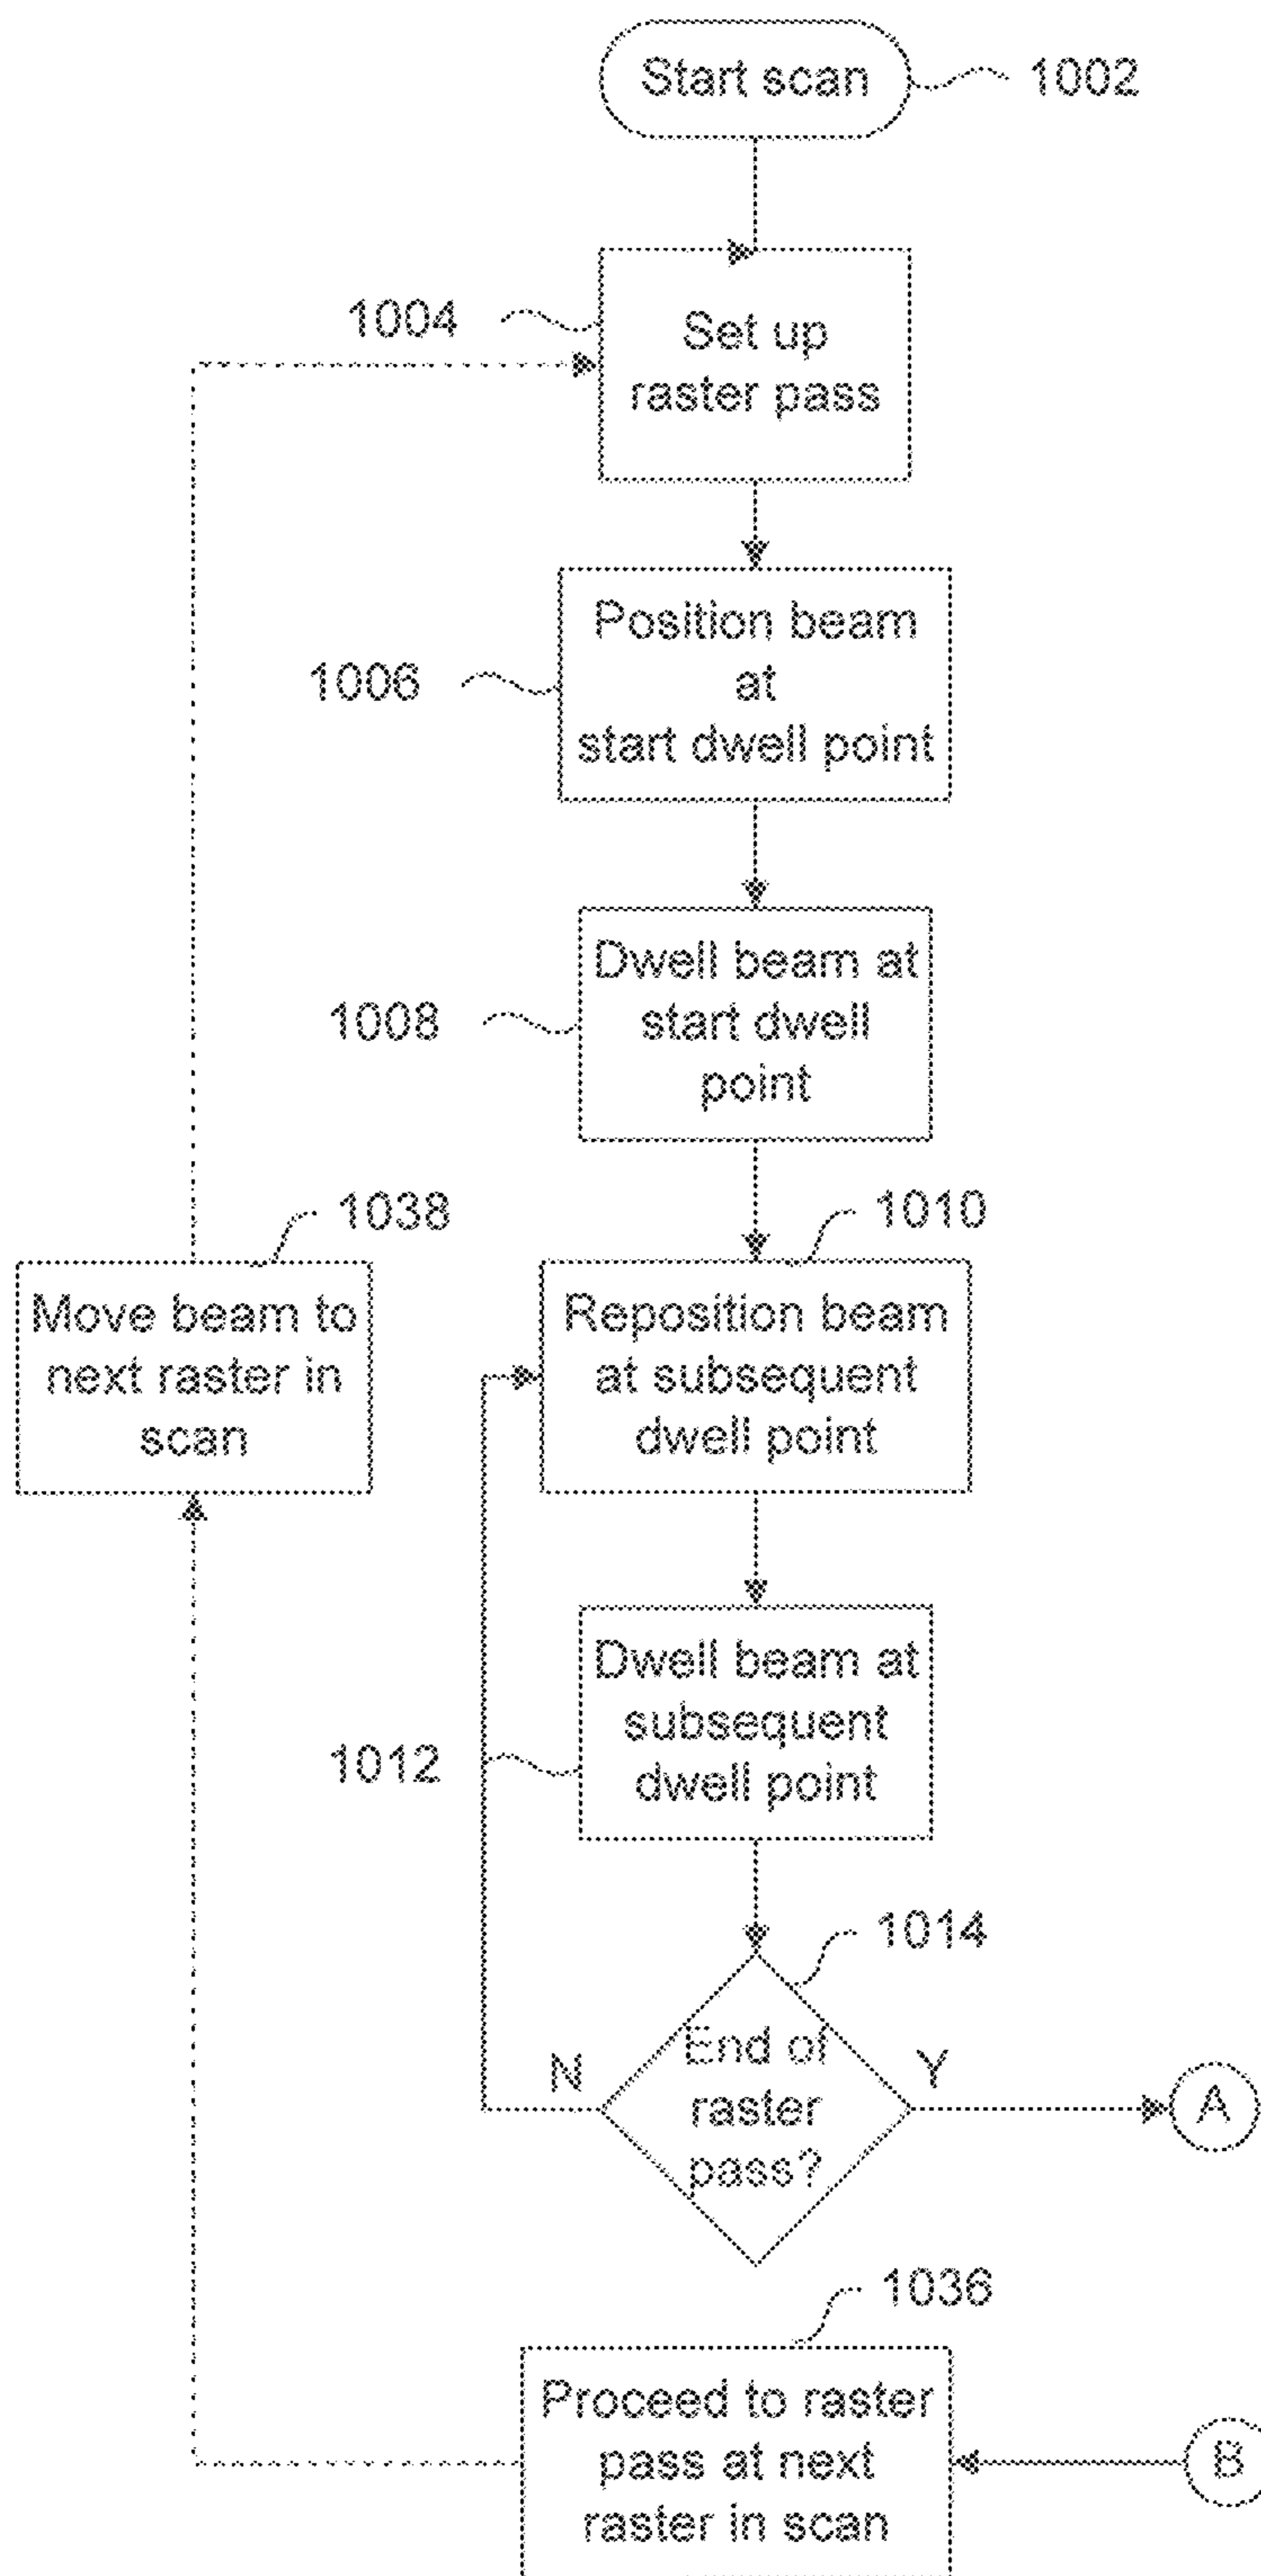 Start scan
1002
1004
Set up
raster pass
1006
Position beam
at
start dwell point
1008
Dwell beam at
start dwell
point
1038
1010
Move beam to
next raster in
scan
Reposition beam
at subsequent
dwell point
1012
Dwell beam at
subsequent
dwell point
1014
N
End of
raster
pass?
Y
A
1036
Proceed to raster
pass at next
raster in scan
B